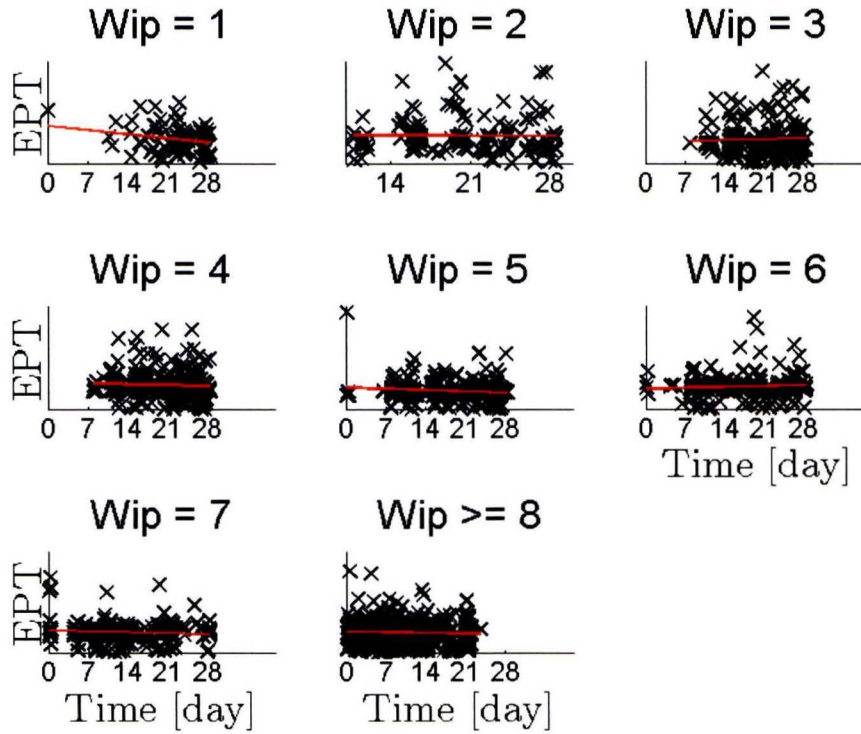 Wip = 1 Wip = 2 Wip = 3
EPT
0 7 14 21 28 14 21 28 0 7 14 21 28
Wip = 4 Wip = 5 Wip = 6
EPT
0 7 14 21 28 0 7 14 21 28 0 7 14 21 28
Time [day]
Wip = 7 Wip >= 8
EPT
0 7 14 21 28 0 7 14 21 28
Time [day] Time [day]